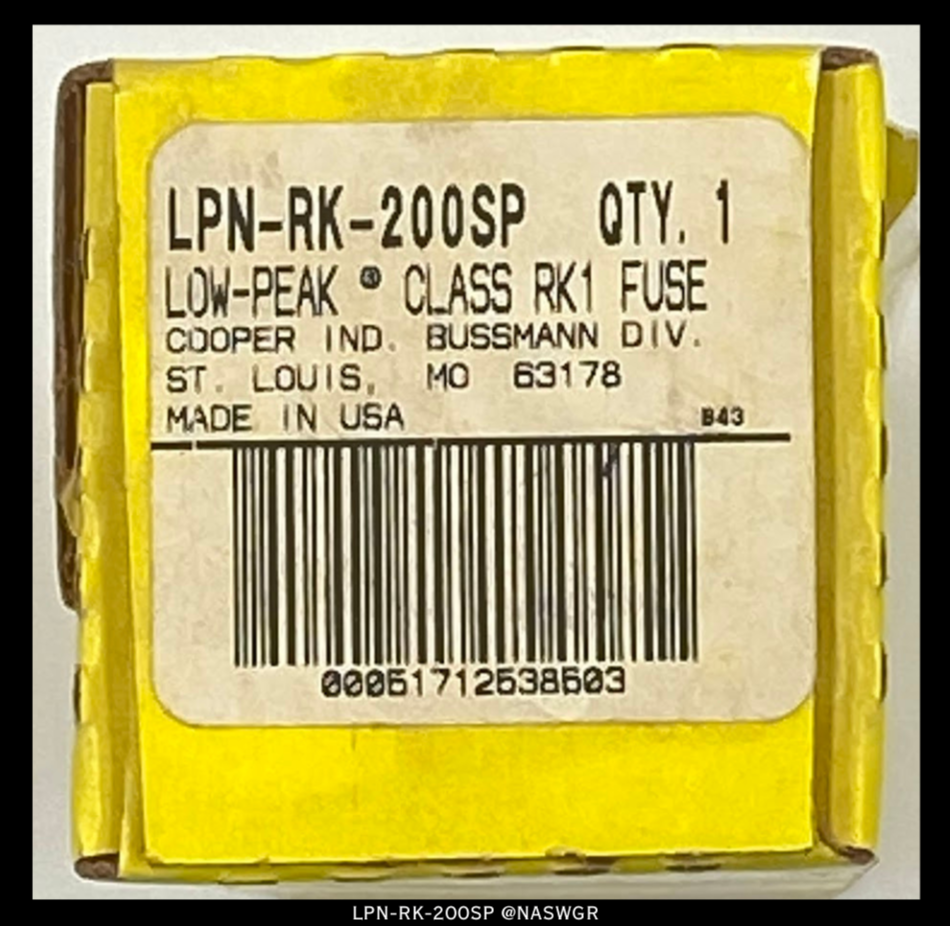 LPN-RK-200SP QTY. 1
LOW-PEAK ® CLASS RK1 FUSE
COOPER IND. BUSSMANN DIV.
ST. LOUIS, MO 63178
MADE IN USA B43
LPN-RK-200SP @NASWGR